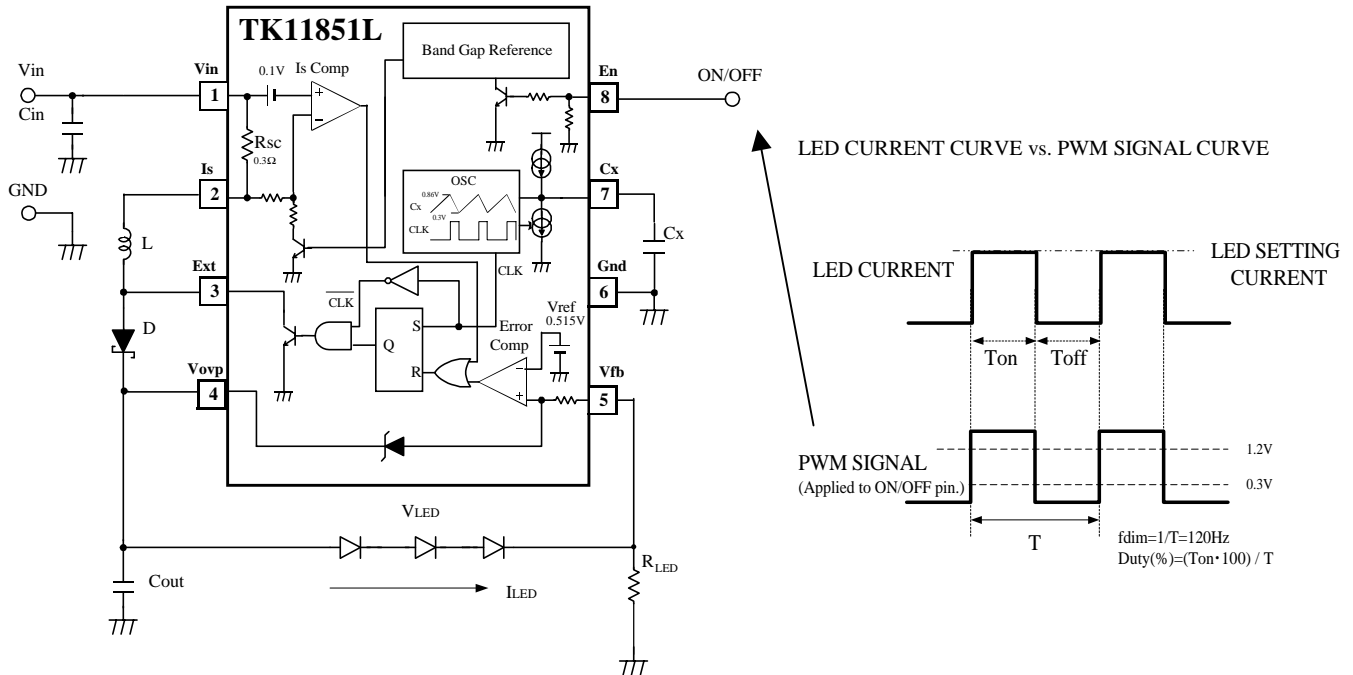 TK11851L
Band Gap Reference
Vin
Cin
Vin
1
0.1V
Is Comp
+
−
En
8
ON/OFF
Rsc
0.3Ω
Is
2
GND
L
OSC
0.86V
Cx
0.3V
CLK
Cx
7
Cx
CLK
Gnd
6
Ext
3
CLK
D
S
Q
R
Error
Comp
Vref
0.515V
−
+
Vovp
4
Vfb
5
VLED
ILED
RLED
Cout
LED CURRENT CURVE vs. PWM SIGNAL CURVE
LED CURRENT
LED SETTING
CURRENT
Ton
Toff
PWM SIGNAL
(Applied to ON/OFF pin.)
1.2V
0.3V
T
fdim=1/T=120Hz
Duty(%)=(Ton･100) / T